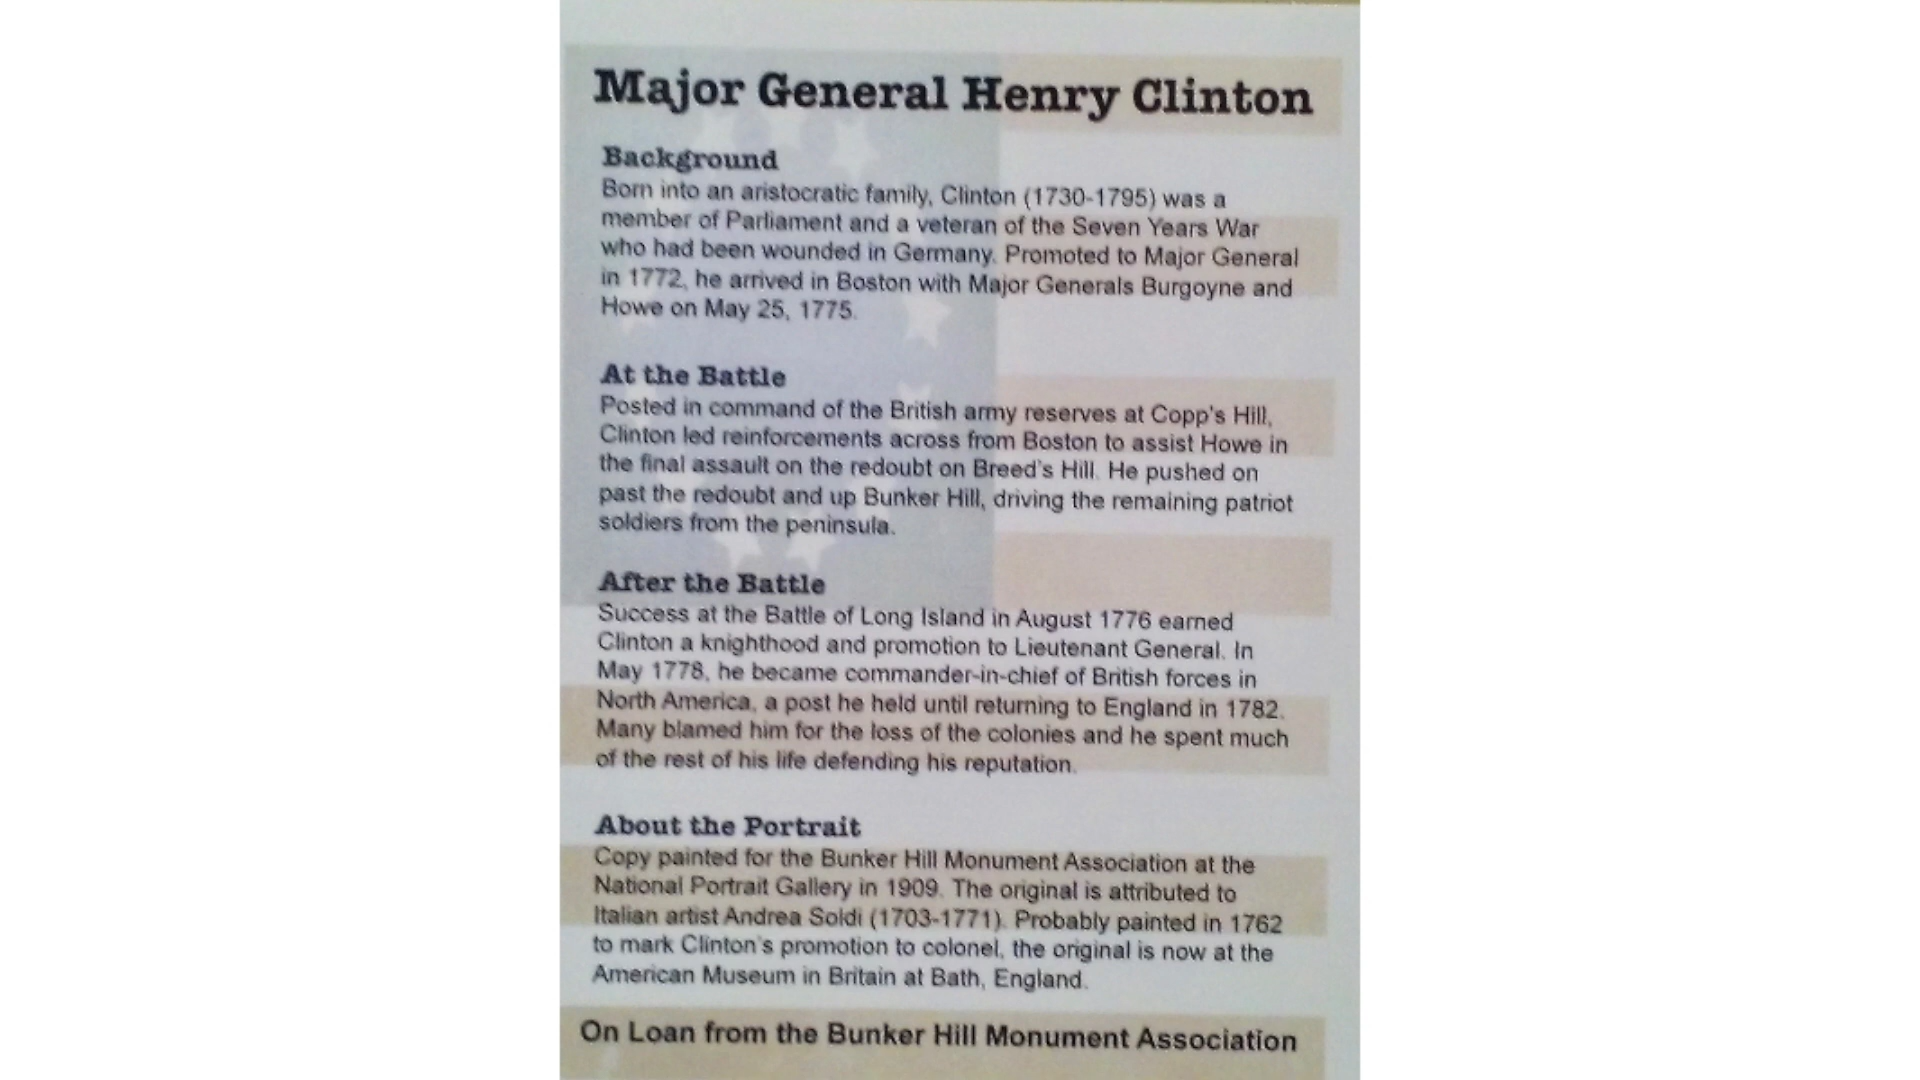 Major General Henry Clinton
Background
Born into an aristocratic family, Clinton (1730-1795) was a
member of Parliament and a veteran of the Seven Years War
who had been wounded in Germany. Promoted to Major General
in 1772, he arrived in Boston with Major Generals Burgoyne and
Howe on May 25, 1775.
At the Battle
Posted in command of the British army reserves at Copp's Hill,
Clinton led reinforcements across from Boston to assist Howe in
the final assault on the redoubt on Breed's Hill. He pushed on
past the redoubt and up Bunker Hill, driving the remaining patriot
soldiers from the peninsula.
After the Battle
Success at the Battle of Long Island in August 1776 earned
Clinton a knighthood and promotion to Lieutenant General. In
May 1778, he became commander-in-chief of British forces in
North America, a post he held until returning to England in 1782.
Many blamed him for the loss of the colonies and he spent much
of the rest of his life defending his reputation.
About the Portrait
Copy painted for the Bunker Hill Monument Association at the
National Portrait Gallery in 1909. The original is attributed to
Italian artist Andrea Soldi (1703-1771). Probably painted in 1762
to mark Clinton's promotion to colonel, the original is now at the
American Museum in Britain at Bath, England.
On Loan from the Bunker Hill Monument Association